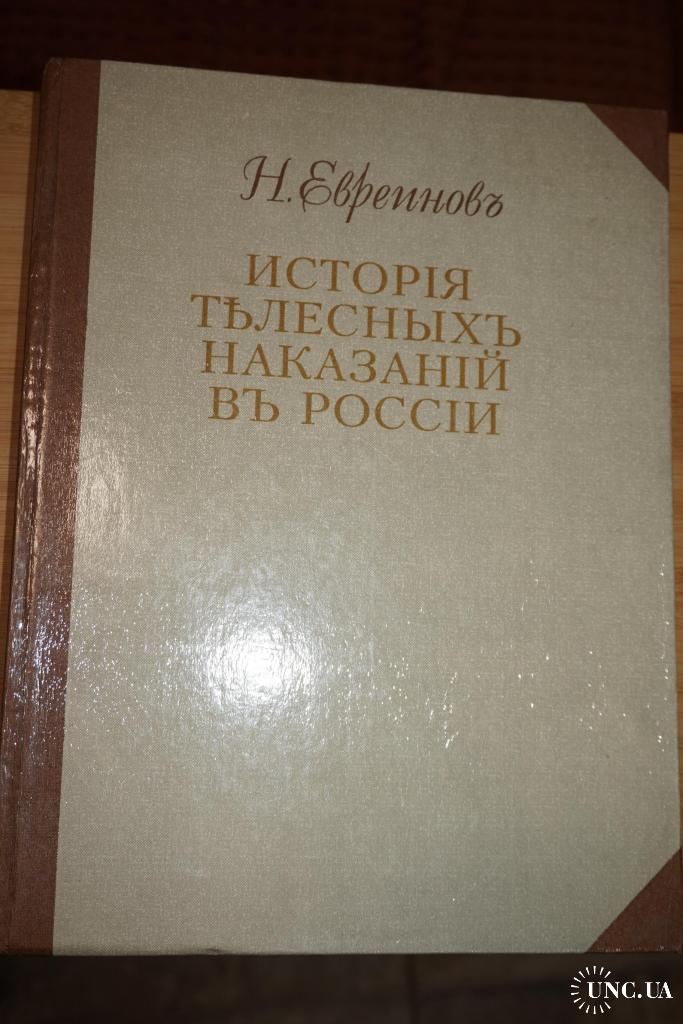 Н. Евреиновъ
ИСТОРІЯ
ТѢЛЕСНЫХЪ
НАКАЗАНІЙ
ВЪ РОССІИ
UNC.UA